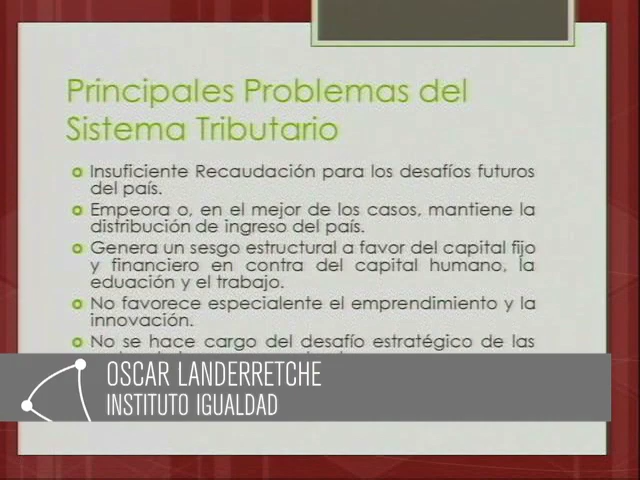 Principales Problemas del
Sistema Tributario
Insuficiente Recaudación para los desafíos futuros
del país.
Empeora o, en el mejor de los casos, mantiene la
distribución de ingreso del país.
Genera un sesgo estructural a favor del capital fijo
y financiero en contra del capital humano, la
eduación y el trabajo.
No favorece especialente el emprendimiento y la
innovación.
No se hace cargo del desafío estratégico de las
OSCAR LANDERRETCHE
INSTITUTO IGUALDAD